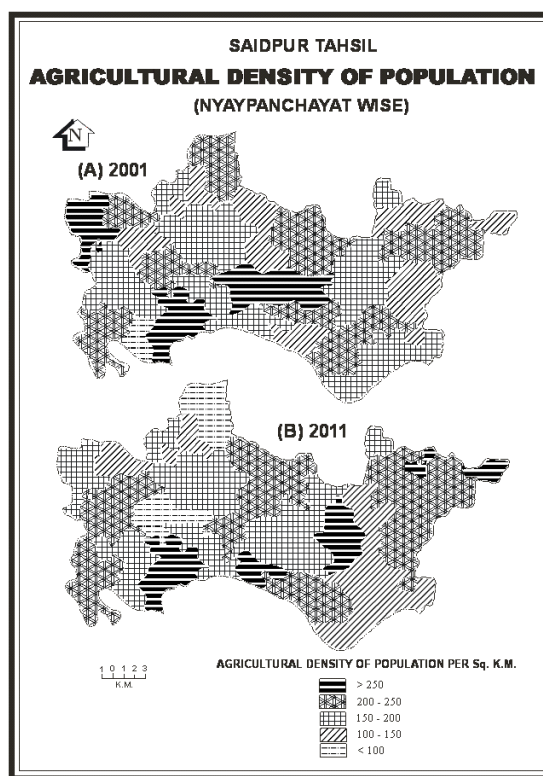 SAIDPUR TAHSIL
AGRICULTURAL DENSITY OF POPULATION
(NYAYPANCHAYAT WISE)
N
(A) 2001
(B) 2011
AGRICULTURAL DENSITY OF POPULATION PER Sq. K.M.
1 0 1 2 3
K.M.
> 250
200 - 250
150 - 200
100 - 150
< 100